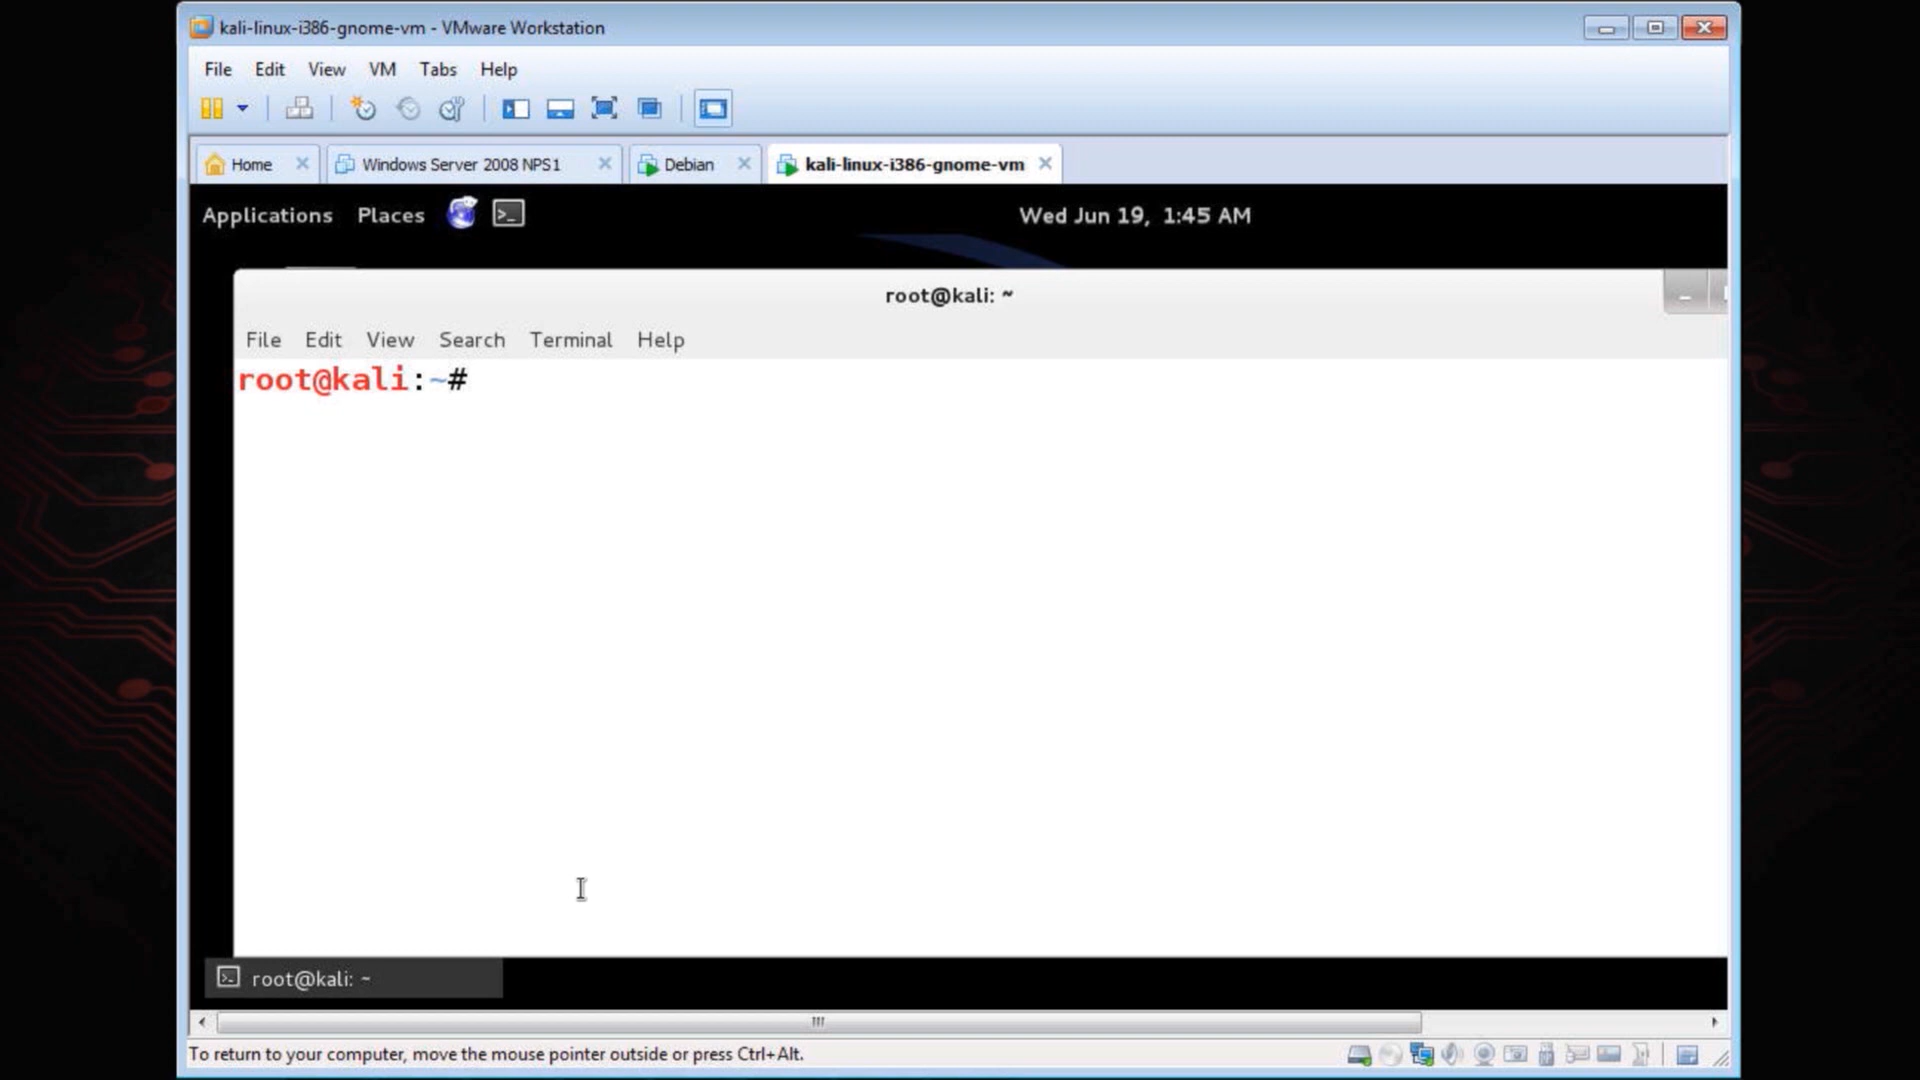 kali-linux-i386-gnome-vm - VMware Workstation
File Edit View VM Tabs Help
Home Windows Server 2008 NPS1 Debian kali-linux-i386-gnome-vm
Applications Places Wed Jun 19, 1:45 AM
root@kali: ~
File Edit View Search Terminal Help
root@kali:~#
root@kali: ~
To return to your computer, move the mouse pointer outside or press Ctrl+Alt.